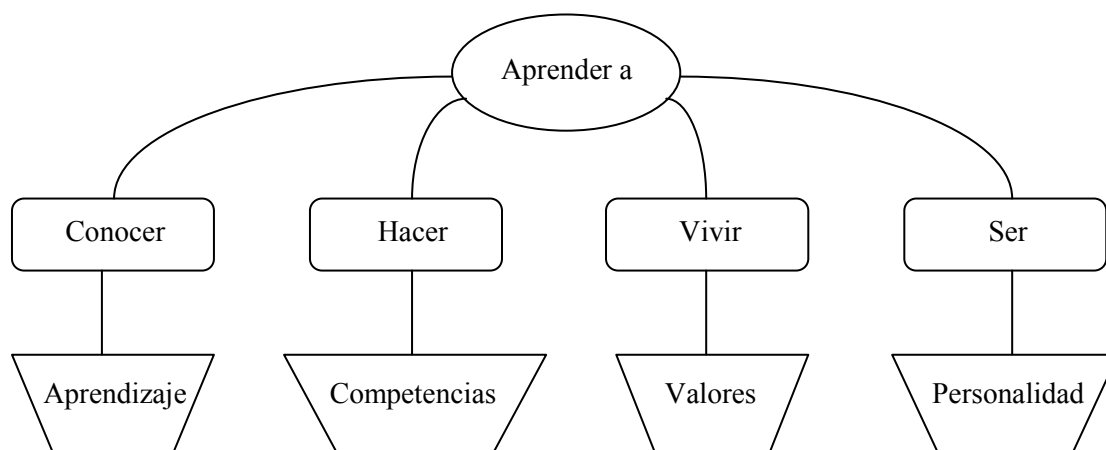 Aprender a
Conocer
Hacer
Vivir
Ser
Aprendizaje
Competencias
Valores
Personalidad